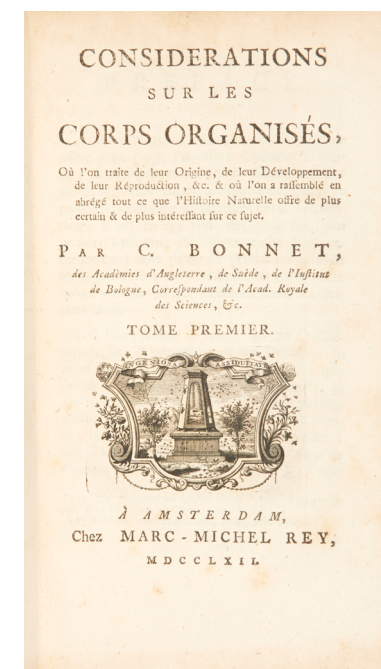 CONSIDERATIONS
SUR LES
CORPS ORGANISÉS,
Où l'on traite de leur Origine, de leur Développement,
de leur Réproduction, &c. & où l'on a rassemblé en
abrégé tout ce que l'Histoire Naturelle offre de plus
certain & de plus intéressant sur ce sujet.
PAR C. BONNET,
des Académies d'Angleterre, de Suède, de l'Institut
de Bologne, Correspondant de l'Acad. Royale
des Sciences, &c.
TOME PREMIER.
INGENIOSA ASSIDUITATE
À AMSTERDAM,
Chez MARC-MICHEL REY,
MDCCLXII.